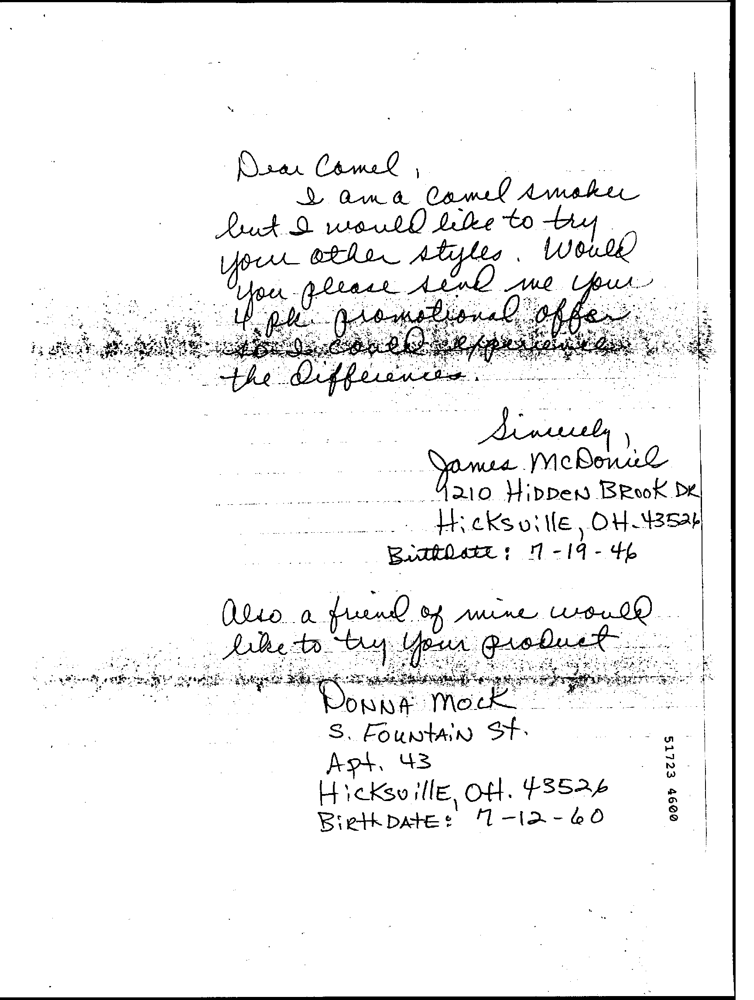 Dear Camel,
I am a Camel smoker
but I would like to try
your other styles. Would
you please send me your
4 pk. promotional offer
so I could experience
the differences.
Sincerely,
James McDoniel
1210 HiDDEN BRook DR
HicksvillE, OH. 43526
Birthdate: 7-19-46
Also a friend of mine would
like to try your product
DONNA MOCK
S. FOUNTAIN St.
Apt. 43
HicksvillE, OH. 43526
BIRTHDATE: 7-12-60
51723 4600